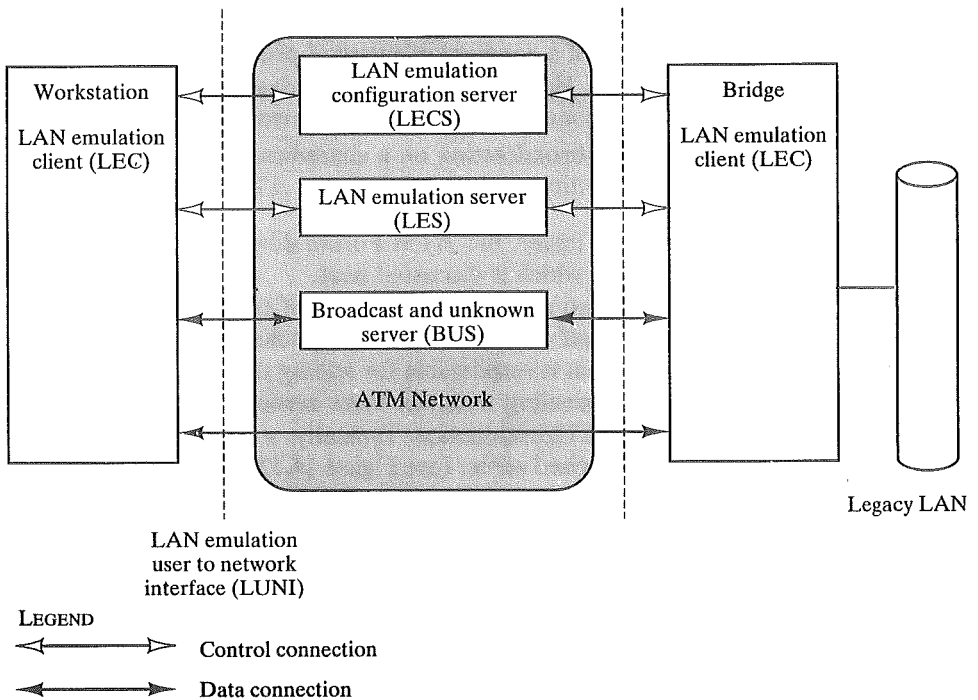 Workstation
LAN emulation
client (LEC)
LAN emulation
configuration server
(LECS)
LAN emulation server
(LES)
Broadcast and unknown
server (BUS)
ATM Network
Bridge
LAN emulation
client (LEC)
Legacy LAN
LAN emulation
user to network
interface (LUNI)
LEGEND
Control connection
Data connection